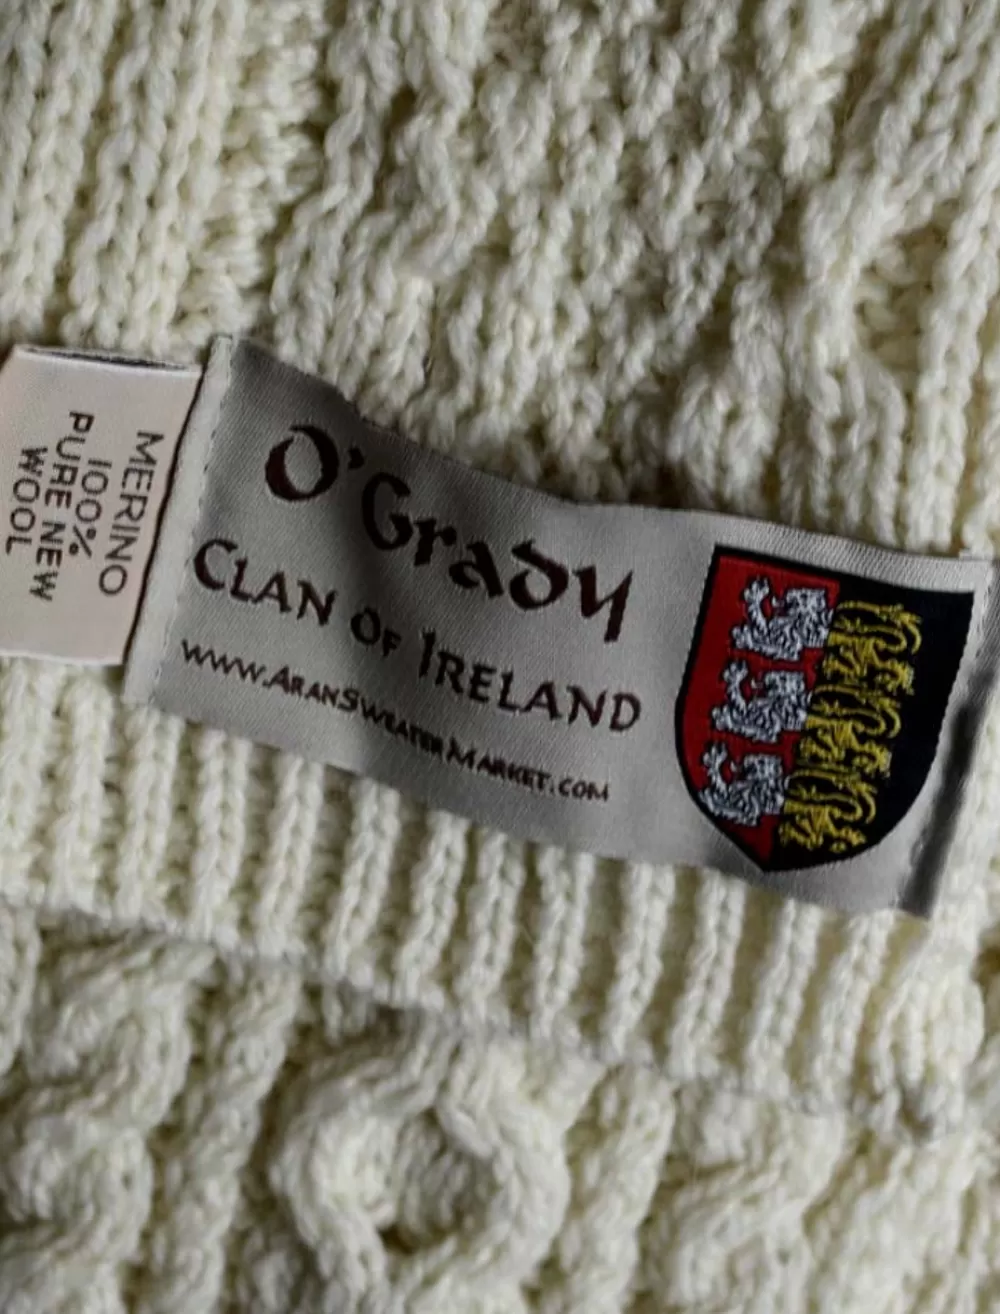 O'Grady
Clan of Ireland
www.AranSweaterMarket.com
MERINO
100%
PURE NEW
WOOL